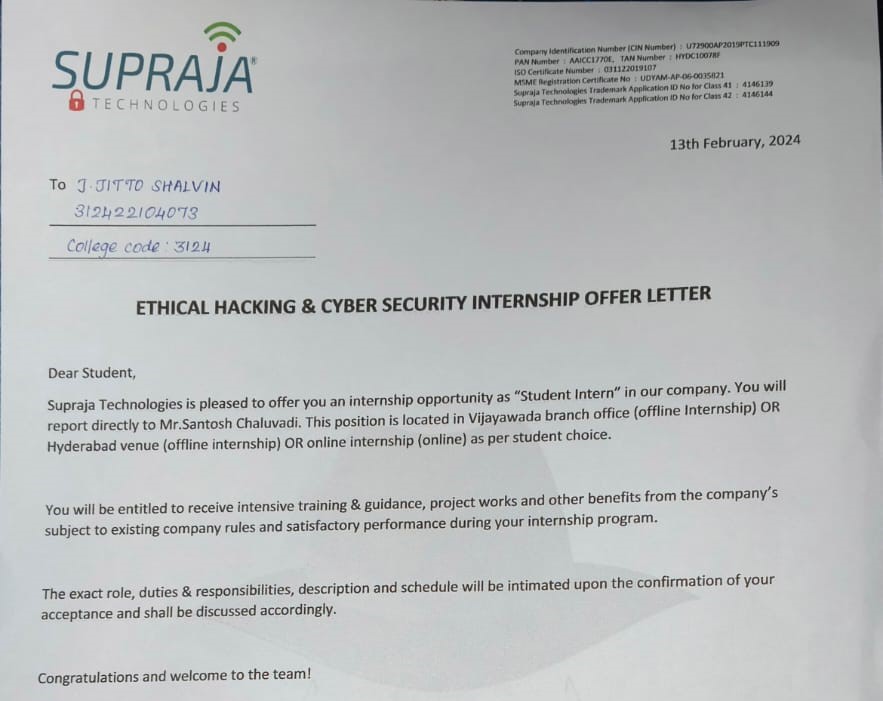 SUPRAJA®
TECHNOLOGIES
Company Identification Number (CIN Number) : U72900AP2019PTC111909
PAN Number : AAICC1770E, TAN Number : HYDC10078F
ISO Certificate Number : 031122019107
MSME Registration Certificate No : UDYAM-AP-06-0035821
Supraja Technologies Trademark Application ID No for Class 41 : 4146139
Supraja Technologies Trademark Application ID No for Class 42 : 4146144
13th February, 2024
To J. JITTO SHALVIN
312422104073
College code : 3124
ETHICAL HACKING & CYBER SECURITY INTERNSHIP OFFER LETTER
Dear Student,
Supraja Technologies is pleased to offer you an internship opportunity as “Student Intern” in our company. You will
report directly to Mr.Santosh Chaluvadi. This position is located in Vijayawada branch office (offline Internship) OR
Hyderabad venue (offline internship) OR online internship (online) as per student choice.
You will be entitled to receive intensive training & guidance, project works and other benefits from the company’s
subject to existing company rules and satisfactory performance during your internship program.
The exact role, duties & responsibilities, description and schedule will be intimated upon the confirmation of your
acceptance and shall be discussed accordingly.
Congratulations and welcome to the team!